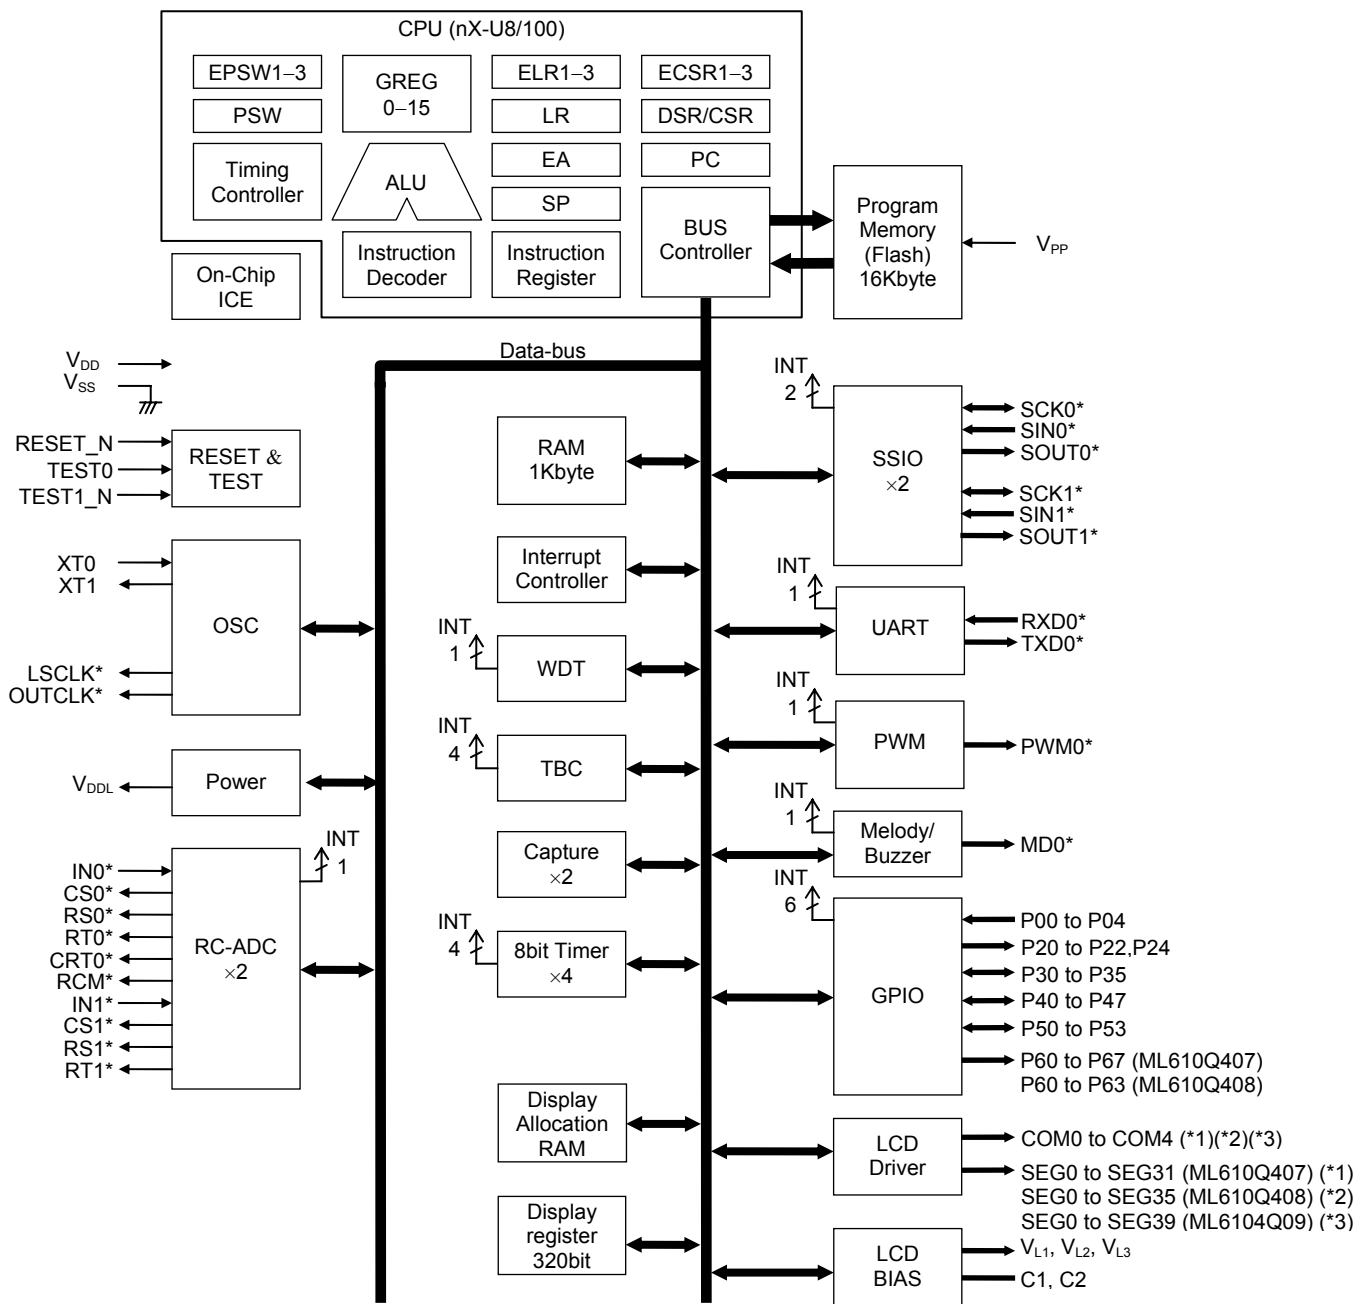 CPU (nX-U8/100)
EPSW1–3
GREG
0–15
ELR1–3
ECSR1–3
PSW
LR
DSR/CSR
Timing
Controller
ALU
EA
PC
SP
BUS
Controller
Program
Memory
(Flash)
16Kbyte
VPP
On-Chip
ICE
Instruction
Decoder
Instruction
Register
Data-bus
VDD
VSS
RESET_N
TEST0
TEST1_N
RESET &
TEST
XT0
XT1
LSCLK*
OUTCLK*
OSC
VDDL
Power
IN0*
CS0*
RS0*
RT0*
CRT0*
RCM*
IN1*
CS1*
RS1*
RT1*
RC-ADC
×2
INT
1
RAM
1Kbyte
Interrupt
Controller
INT
1
WDT
INT
4
TBC
Capture
×2
INT
4
8bit Timer
×4
Display
Allocation
RAM
Display
register
320bit
INT
2
SSIO
×2
SCK0*
SIN0*
SOUT0*
SCK1*
SIN1*
SOUT1*
INT
1
UART
RXD0*
TXD0*
INT
1
PWM
PWM0*
INT
1
Melody/
Buzzer
MD0*
INT
6
GPIO
P00 to P04
P20 to P22,P24
P30 to P35
P40 to P47
P50 to P53
P60 to P67 (ML610Q407)
P60 to P63 (ML610Q408)
LCD
Driver
COM0 to COM4 (*1)(*2)(*3)
SEG0 to SEG31 (ML610Q407) (*1)
SEG0 to SEG35 (ML610Q408) (*2)
SEG0 to SEG39 (ML6104Q09) (*3)
LCD
BIAS
VL1, VL2, VL3
C1, C2